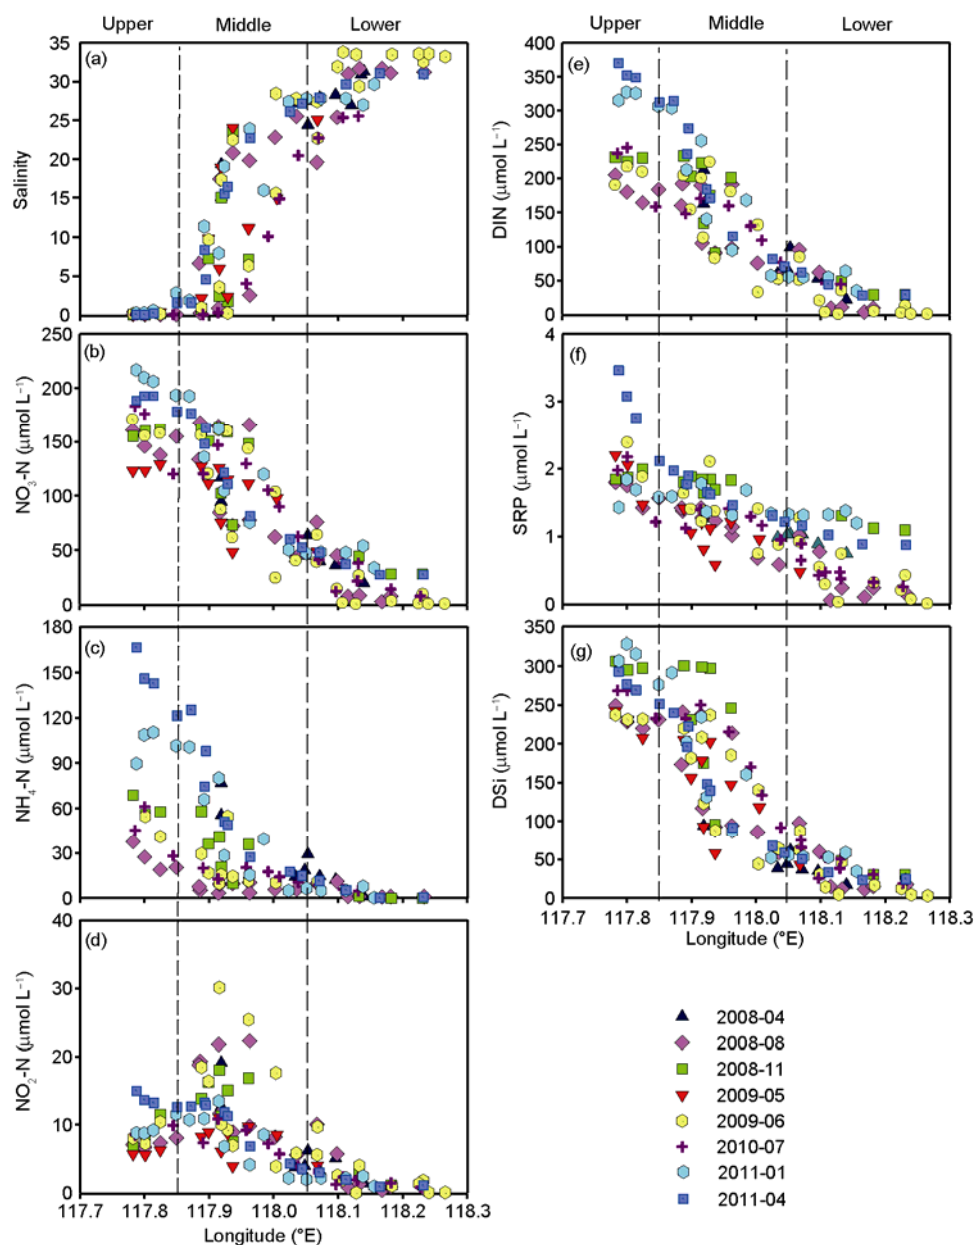 Upper Middle Lower
Upper Middle Lower
(a)
Salinity
35
30
25
20
15
10
5
0
(b)
NO3-N (μmol L−1)
250
200
150
100
50
0
(c)
NH4-N (μmol L−1)
180
150
120
90
60
30
0
(d)
NO2-N (μmol L−1)
40
30
20
10
0
117.7 117.8 117.9 118.0 118.1 118.2 118.3
Longitude (°E)
(e)
DIN (μmol L−1)
400
350
300
250
200
150
100
50
0
(f)
SRP (μmol L−1)
4
3
2
1
0
(g)
DSi (μmol L−1)
350
300
250
200
150
100
50
0
117.7 117.8 117.9 118.0 118.1 118.2 118.3
Longitude (°E)
2008-04
2008-08
2008-11
2009-05
2009-06
2010-07
2011-01
2011-04